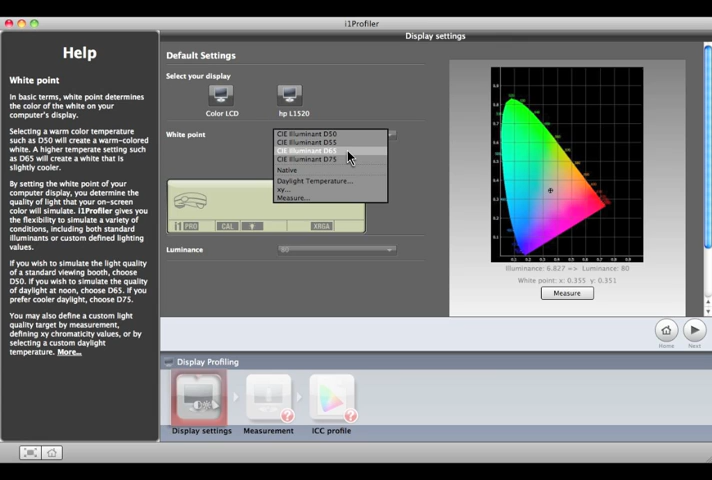 i1Profiler
Display settings
Help
White point
In basic terms, white point determines
the color of the white on your
computer's display.
Selecting a warm color temperature
such as D50 will create a warm-colored
white. A higher temperate setting such
as D65 will create a white that is
slightly cooler.
By setting the white point of your
computer display, you determine the
quality of light that your on-screen
color will simulate. i1Profiler gives you
the flexibility to simulate a variety of
conditions, including both standard
illuminants or custom defined lighting
values.
If you wish to simulate the light quality
of a standard viewing booth, choose
D50. If you wish to simulate the quality
of daylight at noon, choose D65. If you
prefer cooler daylight, choose D75.
You may also define a custom light
quality target by measurement,
defining xy chromaticity values, or by
selecting a custom daylight
temperature. More...
Default Settings
Select your display
Color LCD
hp L1520
White point
CIE Illuminant D50
CIE Illuminant D55
CIE Illuminant D65
CIE Illuminant D75
Native
Daylight Temperature...
xy...
Measure...
i1 PRO
CAL
XRGA
Luminance
80
Illuminance: 6.827 => Luminance: 80
White point: x: 0.355 y: 0.351
Measure
Home
Next
Display Profiling
Display settings
Measurement
ICC profile